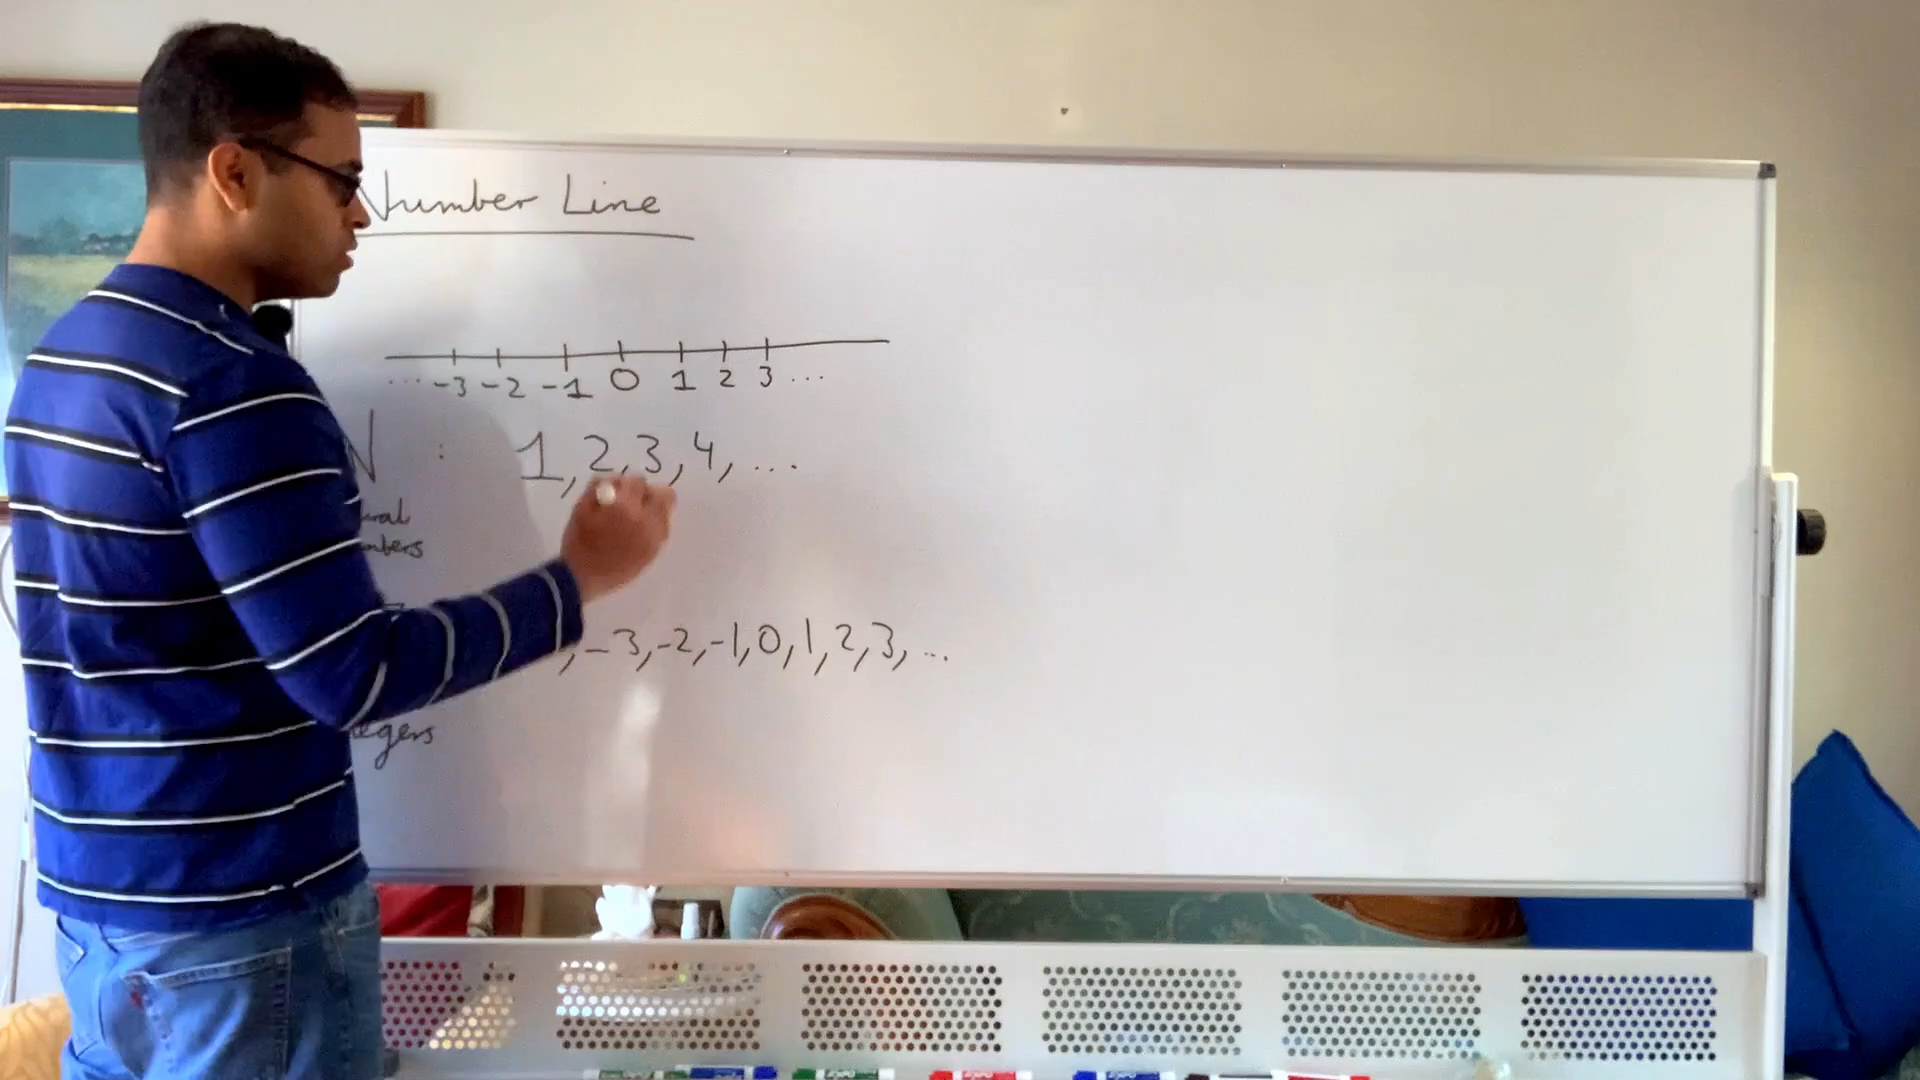 Number Line
... -3 -2 -1 0 1 2 3 ...
N : 1, 2, 3, 4, ...
, -3, -2, -1, 0, 1, 2, 3, ...